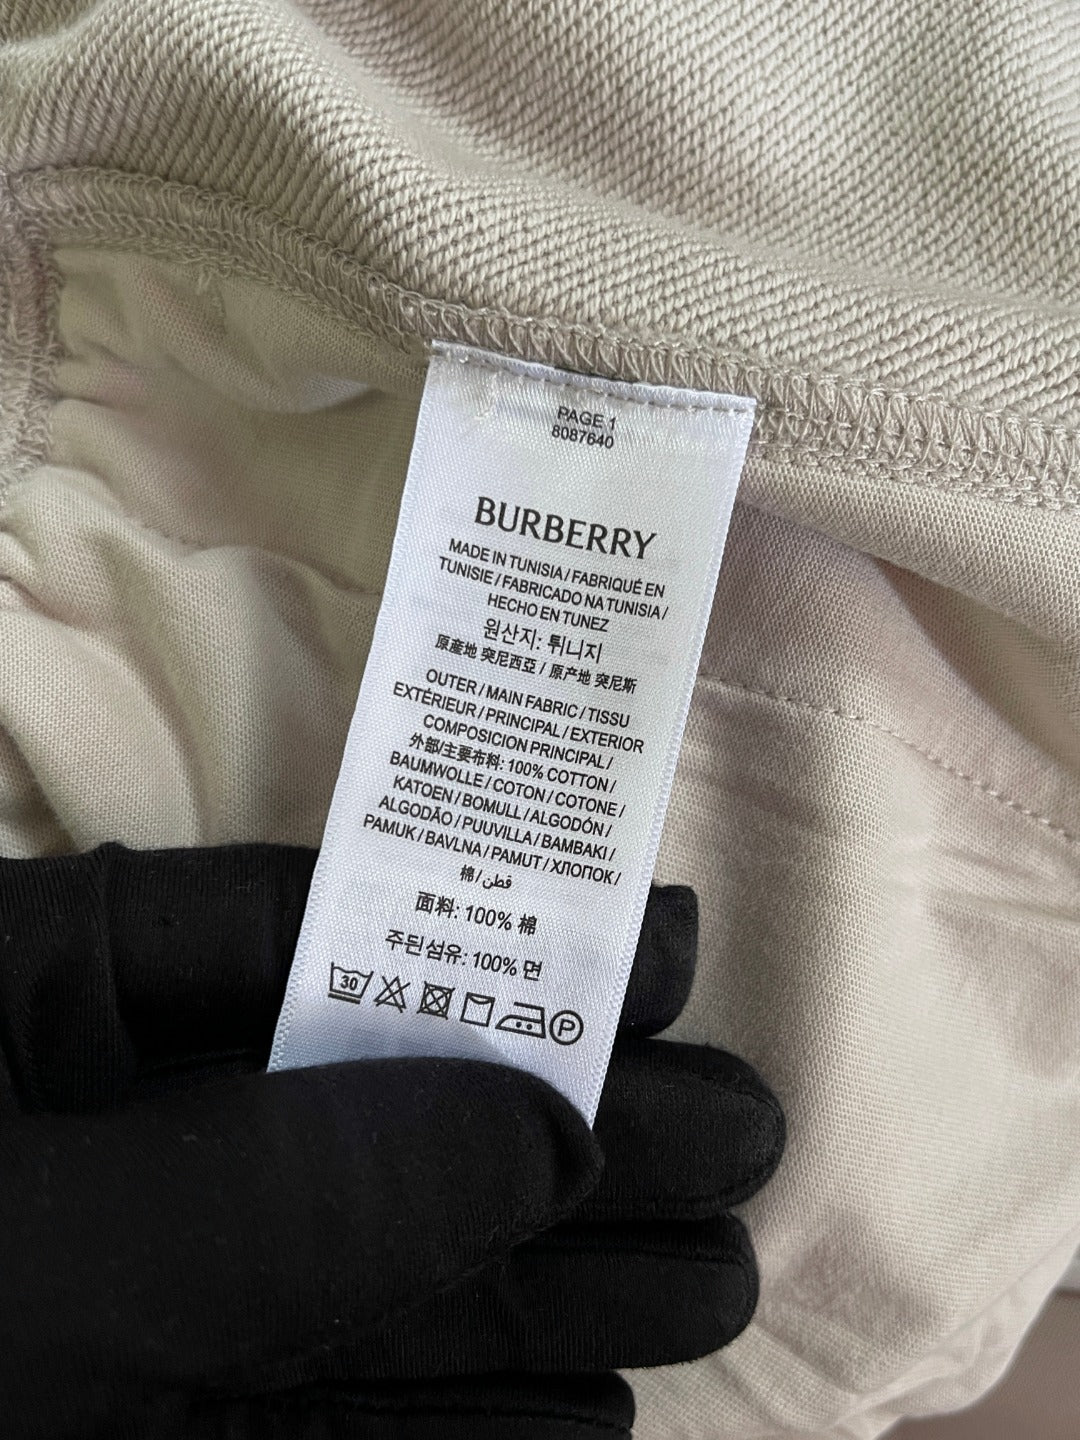 PAGE 1
8087640
BURBERRY
MADE IN TUNISIA / FABRIQUÉ EN
TUNISIE / FABRICADO NA TUNISIA /
HECHO EN TUNEZ
원산지: 튀니지
原產地 突尼西亞 / 原产地 突尼斯
OUTER / MAIN FABRIC / TISSU
EXTÉRIEUR / PRINCIPAL / EXTERIOR
COMPOSICION PRINCIPAL /
外部/主要布料: 100% COTTON /
BAUMWOLLE / COTON / COTONE /
KATOEN / BOMULL / ALGODÓN /
ALGODÃO / PUUVILLA / BAMBAKI /
PAMUK / BAVLNA / PAMUT / ХЛОПОК /
棉 / قطن
面料: 100% 棉
주된섬유: 100% 면
30 P